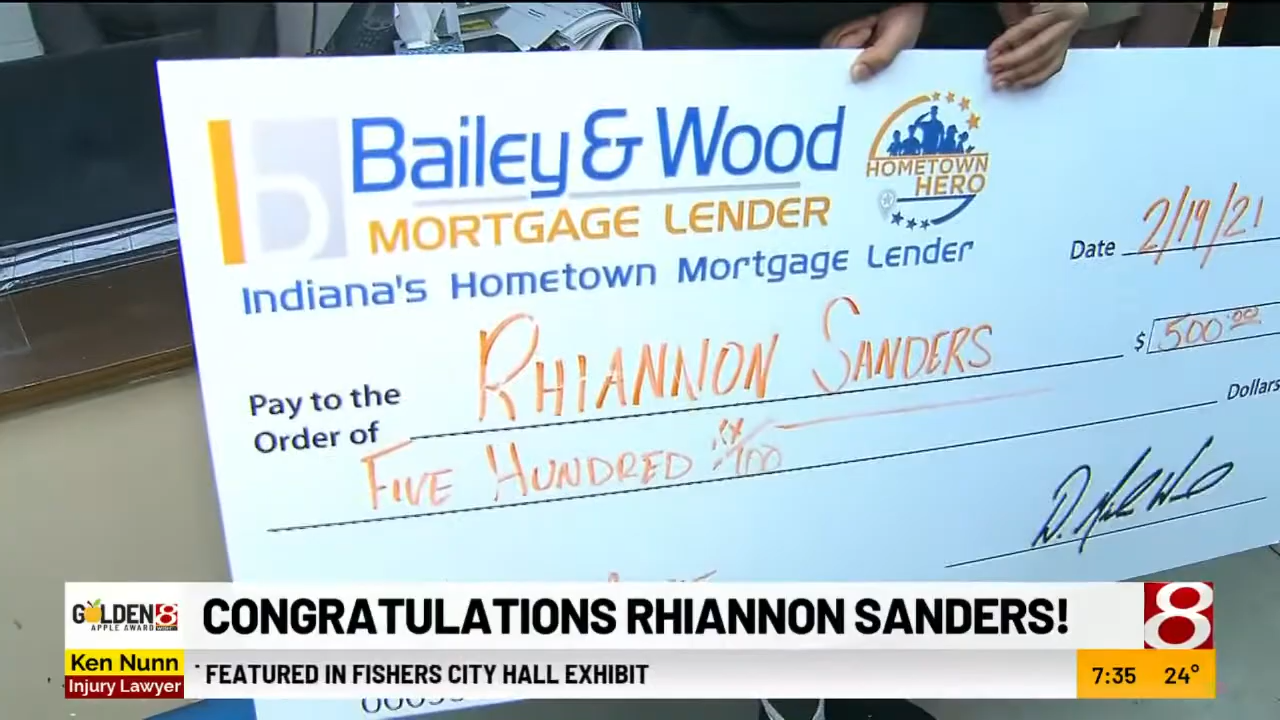 Bailey & Wood
MORTGAGE LENDER
HOMETOWN
HERO
Indiana's Hometown Mortgage Lender
Date 2/19/21
Pay to the
Order of RHIANNON SANDERS
$ 500.00
FIVE HUNDRED
Dollars
GOLDEN 8
APPLE AWARD
CONGRATULATIONS RHIANNON SANDERS!
8
Ken Nunn
Injury Lawyer
FEATURED IN FISHERS CITY HALL EXHIBIT
7:35 24°